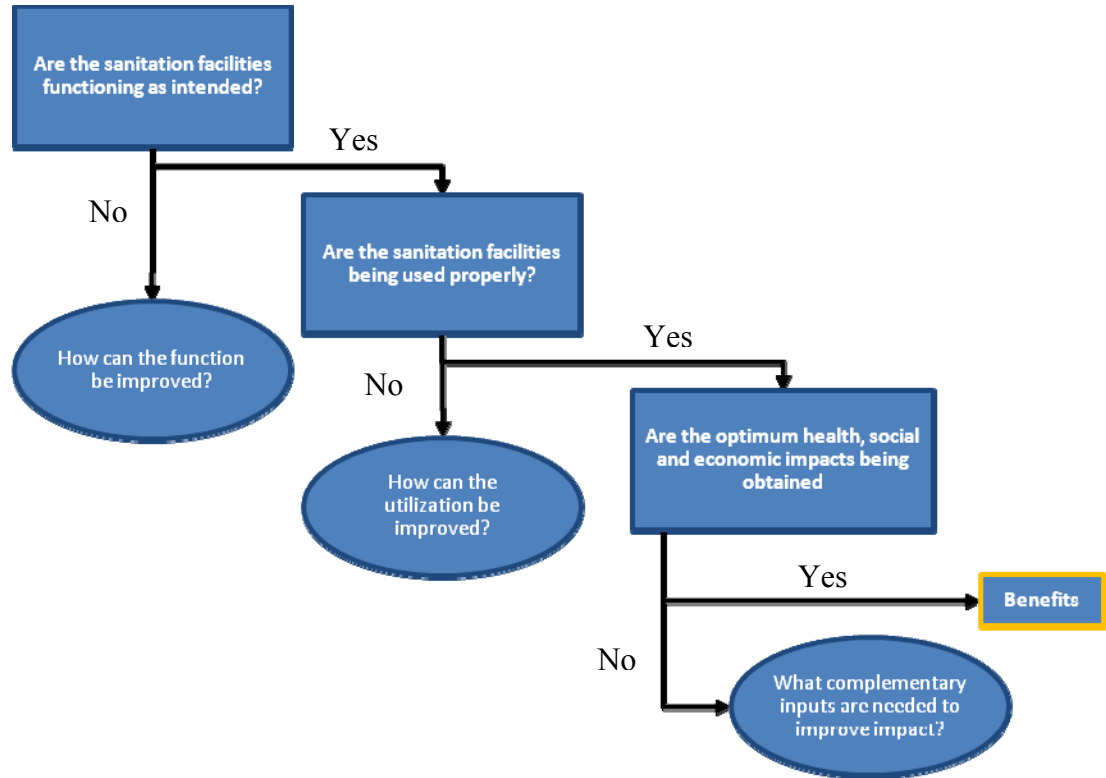 Are the sanitation facilities
functioning as intended?
Yes
No
Are the sanitation facilities
being used properly?
How can the function
be improved?
Yes
No
Are the optimum health, social
and economic impacts being
obtained
How can the
utilization be
improved?
Yes
Benefits
No
What complementary
inputs are needed to
improve impact?